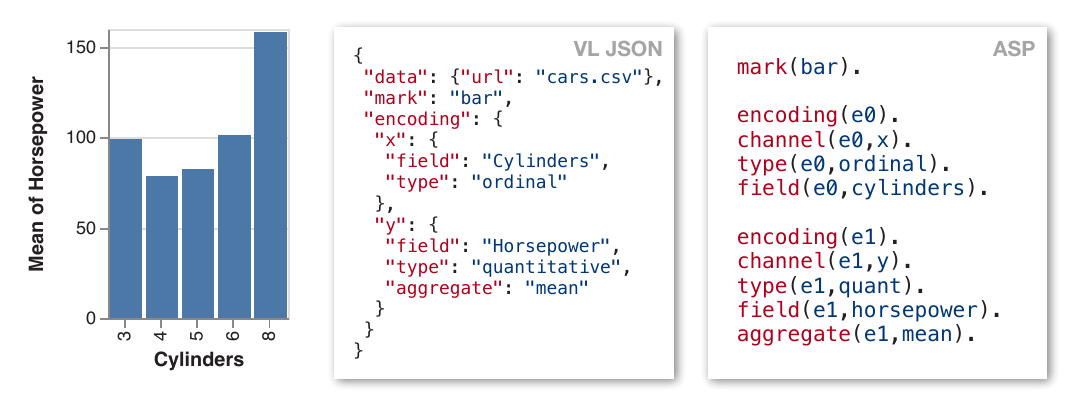 150
100
50
0
Mean of Horsepower
3
4
5
6
8
Cylinders
VL JSON
{
"data": {"url": "cars.csv"},
"mark": "bar",
"encoding": {
"x": {
"field": "Cylinders",
"type": "ordinal"
},
"y": {
"field": "Horsepower",
"type": "quantitative",
"aggregate": "mean"
}
}
}
ASP
mark(bar).
encoding(e0).
channel(e0,x).
type(e0,ordinal).
field(e0,cylinders).
encoding(e1).
channel(e1,y).
type(e1,quant).
field(e1,horsepower).
aggregate(e1,mean).